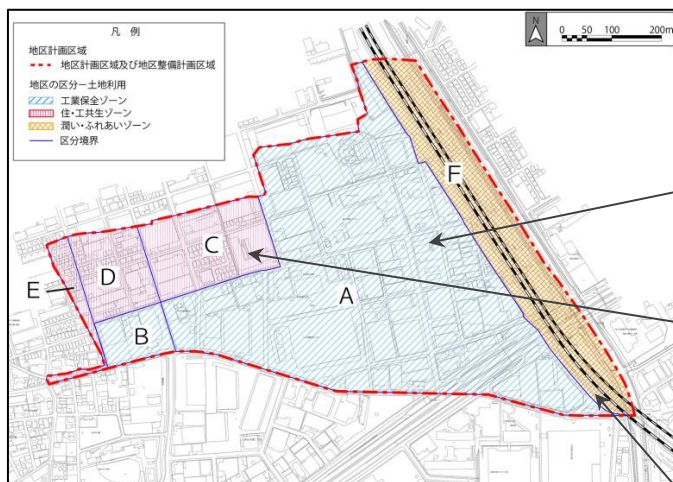 凡 例
地区計画区域
地区計画区域及び地区整備計画区域
地区の区分－土地利用
工業保全ゾーン
住・工共生ゾーン
潤い・ふれあいゾーン
区分境界
N
0 50 100 200m
F
C
D
E
A
B